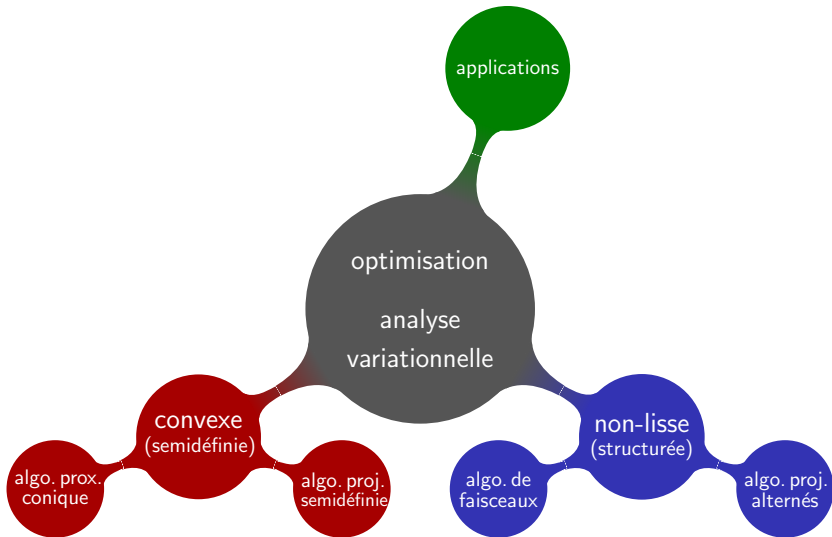 applications
optimisation
analyse
variationnelle
convexe
(semidéfinie)
algo. prox.
conique
algo. proj.
semidéfinie
non-lisse
(structurée)
algo. de
faisceaux
algo. proj.
alternés